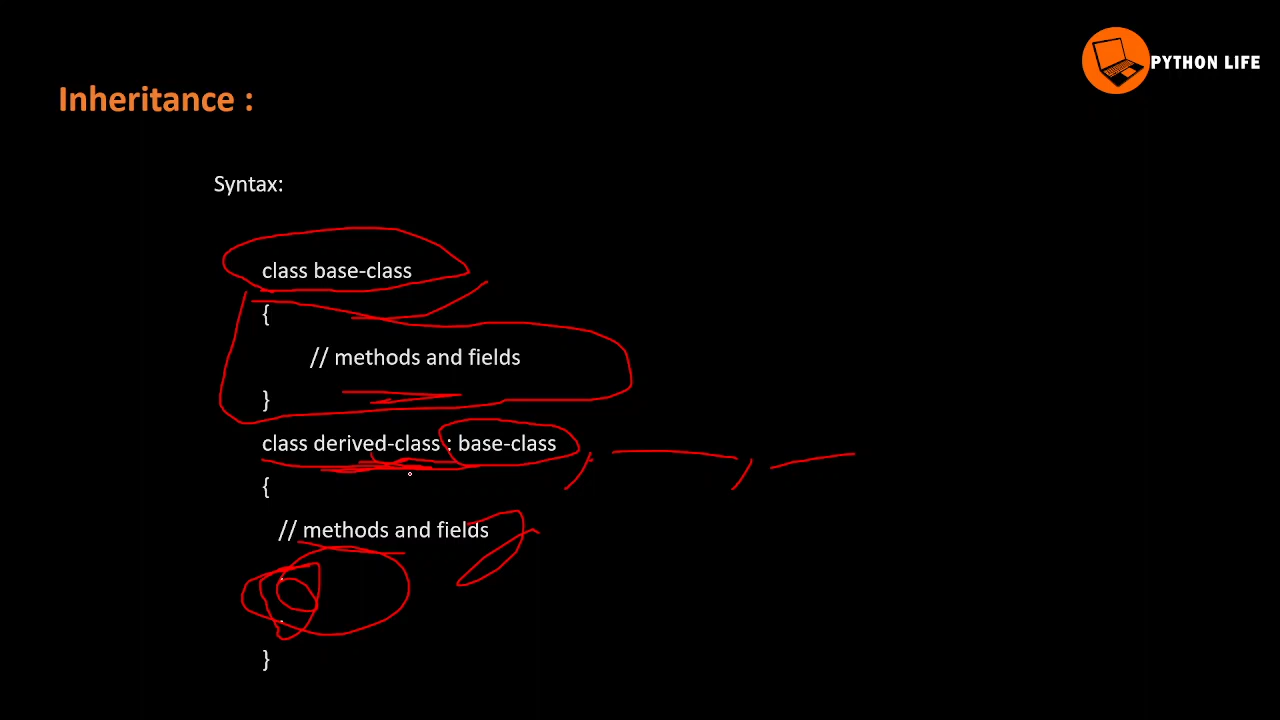 PYTHON LIFE
Inheritance :
Syntax:
class base-class
{
// methods and fields
}
class derived-class : base-class
{
// methods and fields
.
.
}